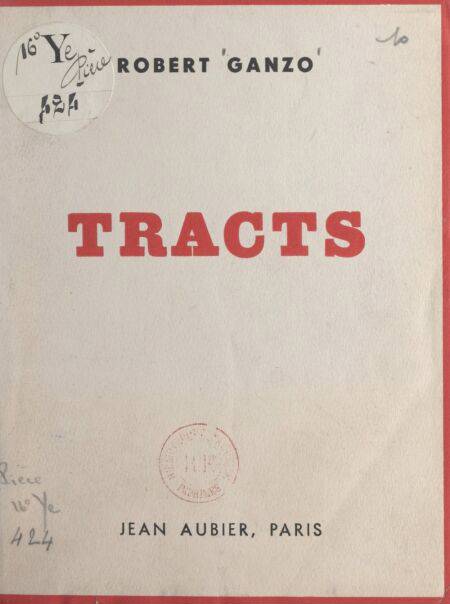 16° Ye
Pièce
424
ROBERT GANZO
TRACTS
Pièce
16° Ye
424
JEAN AUBIER, PARIS